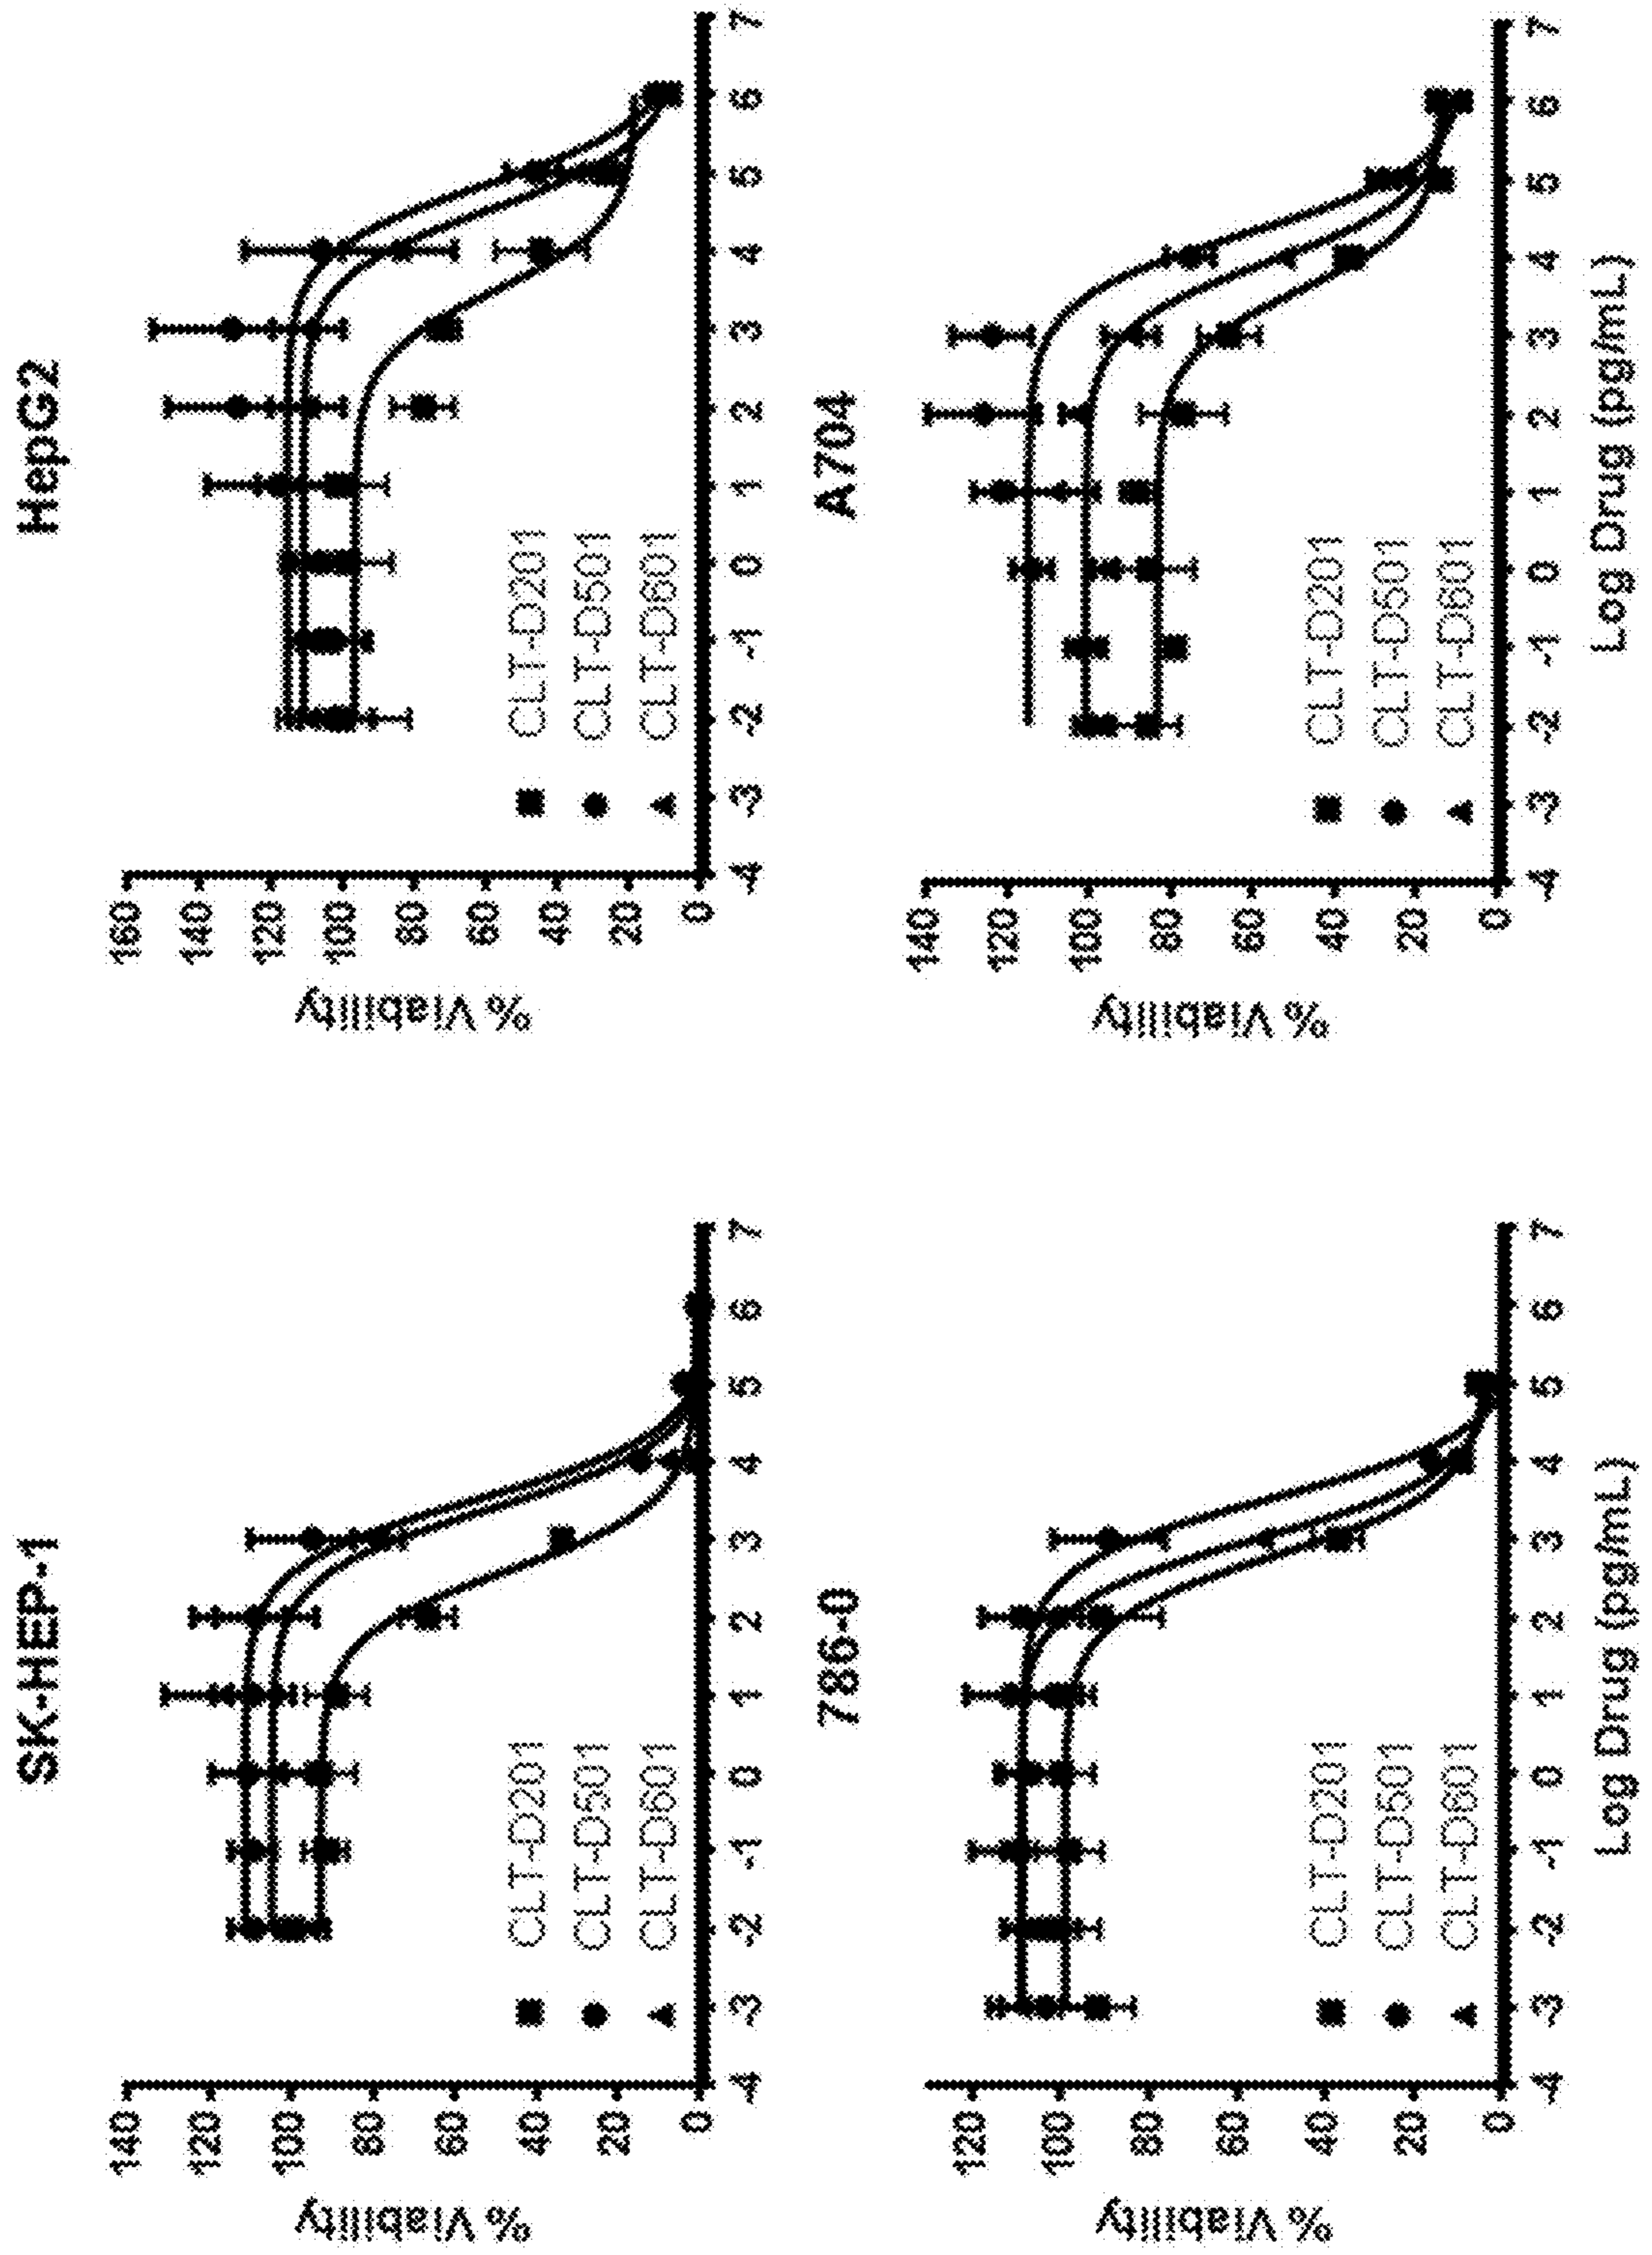 SK-HEP-1
% Viability
140
120
100
80
60
40
20
0
CLT-D201
CLT-D501
CLT-D601
-4 -3 -2 -1 0 1 2 3 4 5 6 7
HepG2
% Viability
160
140
120
100
80
60
40
20
0
CLT-D201
CLT-D501
CLT-D601
-4 -3 -2 -1 0 1 2 3 4 5 6 7
786-0
% Viability
120
100
80
60
40
20
0
CLT-D201
CLT-D501
CLT-D601
-4 -3 -2 -1 0 1 2 3 4 5 6 7
Log Drug (pg/mL)
A704
% Viability
140
120
100
80
60
40
20
0
CLT-D201
CLT-D501
CLT-D601
-4 -3 -2 -1 0 1 2 3 4 5 6 7
Log Drug (pg/mL)